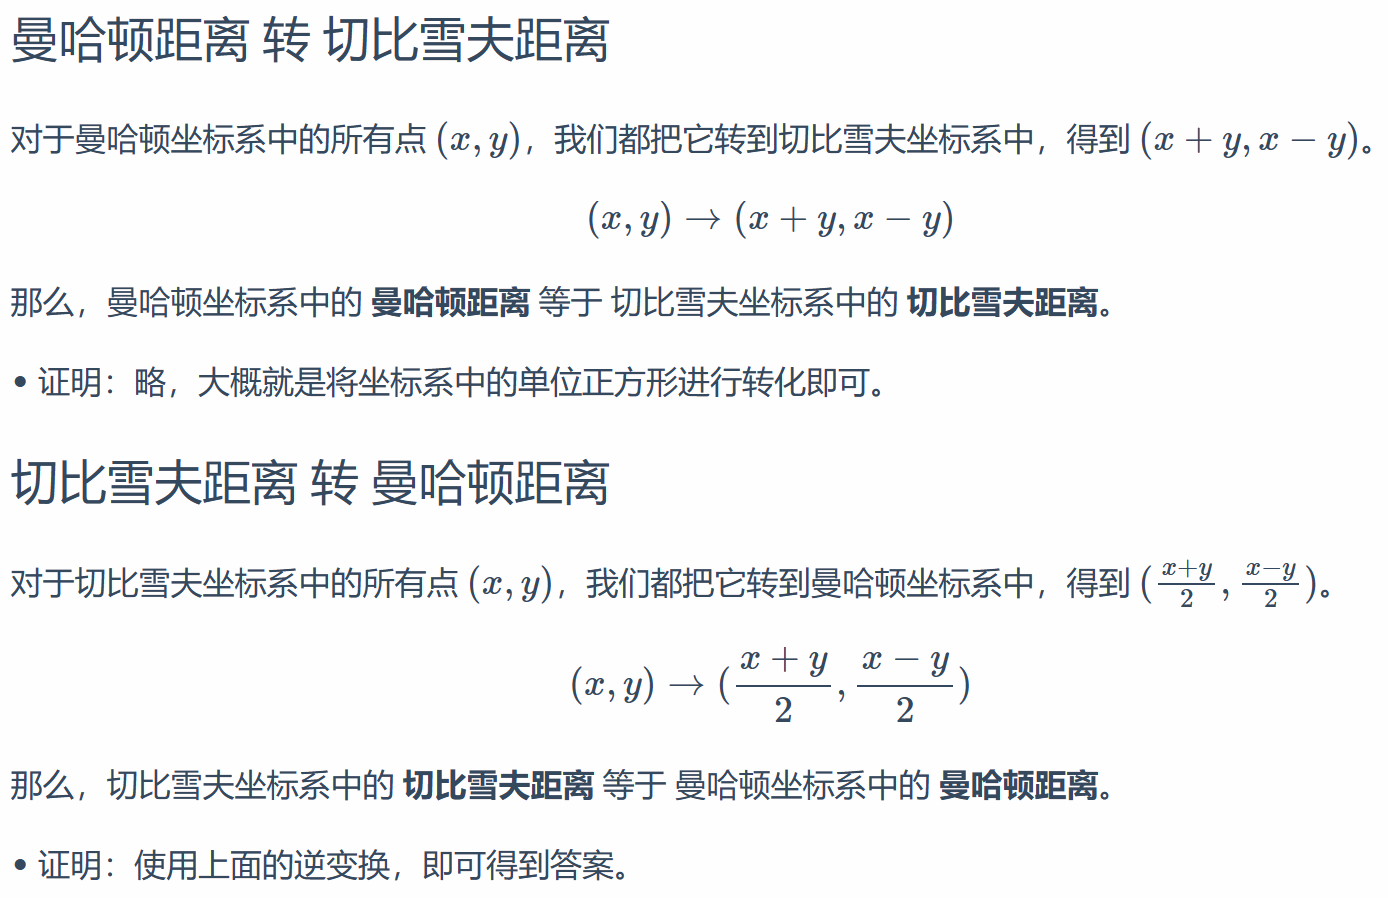 曼哈顿距离 转 切比雪夫距离
对于曼哈顿坐标系中的所有点 (x, y)，我们都把它转到切比雪夫坐标系中，得到 (x + y, x − y)。
(x, y) → (x + y, x − y)
那么，曼哈顿坐标系中的 曼哈顿距离 等于 切比雪夫坐标系中的 切比雪夫距离。
• 证明：略，大概就是将坐标系中的单位正方形进行转化即可。
切比雪夫距离 转 曼哈顿距离
对于切比雪夫坐标系中的所有点 (x, y)，我们都把它转到曼哈顿坐标系中，得到 (\frac{x+y}{2}, \frac{x-y}{2})。
(x, y) → (\frac{x+y}{2}, \frac{x-y}{2})
那么，切比雪夫坐标系中的 切比雪夫距离 等于 曼哈顿坐标系中的 曼哈顿距离。
• 证明：使用上面的逆变换，即可得到答案。